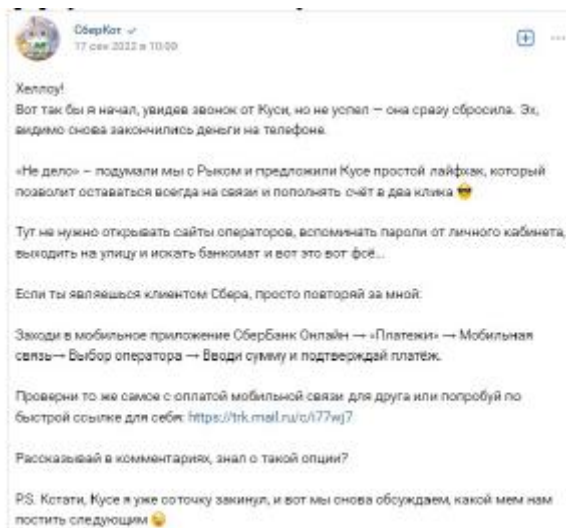 СберКот
17 сен 2022 в 10:00
Хеллоу!
Вот так бы я начал, увидев звонок от Куси, но не успел — она сразу сбросила. Эх,
видимо снова закончились деньги на телефоне.
«Не дело» – подумали мы с Рыком и предложили Кусе простой лайфхак, который
позволит оставаться всегда на связи и пополнять счёт в два клика 😎
Тут не нужно открывать сайты операторов, вспоминать пароли от личного кабинета,
выходить на улицу и искать банкомат и вот это вот фсё...
Если ты являешься клиентом Сбера, просто повторяй за мной:
Заходи в мобильное приложение СберБанк Онлайн → «Платежи» → Мобильная
связь→ Выбор оператора → Вводи сумму и подтверждай платёж.
Проверни то же самое с оплатой мобильной связи для друга или попробуй по
быстрой ссылке для себя: https://trk.mail.ru/c/i77wj7
Рассказывай в комментариях, знал о такой опции?
P.S. Кстати, Кусе я уже соточку закинул, и вот мы снова обсуждаем, какой мем нам
постить следующим 😉